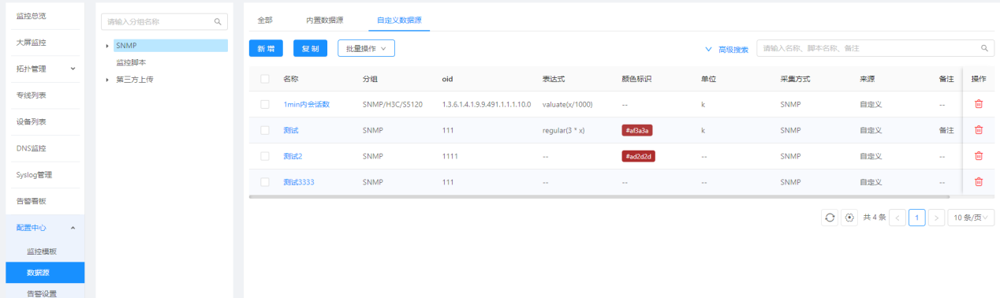 监控总览
大屏监控
拓扑管理
专线列表
设备列表
DNS监控
Syslog管理
告警看板
配置中心
监控模板
数据源
告警设置
请输入分组名称
SNMP
监控脚本
第三方上传
全部 内置数据源 自定义数据源
新增 复制 批量操作 高级搜索 请输入名称、脚本名称、备注
名称 分组 oid 表达式 颜色标识 单位 采集方式 来源 备注 操作
1min内会话数 SNMP/H3C/S5120 1.3.6.1.4.1.9.9.491.1.1.1.10.0 valuate(x/1000) -- k SNMP 自定义 --
测试 SNMP 111 regular(3 * x) #af3a3a k SNMP 自定义 备注
测试2 SNMP 1111 -- #ad2d2d -- SNMP 自定义 --
测试3333 SNMP 111 -- -- -- SNMP 自定义 --
共 4 条 < 1 > 10 条/页